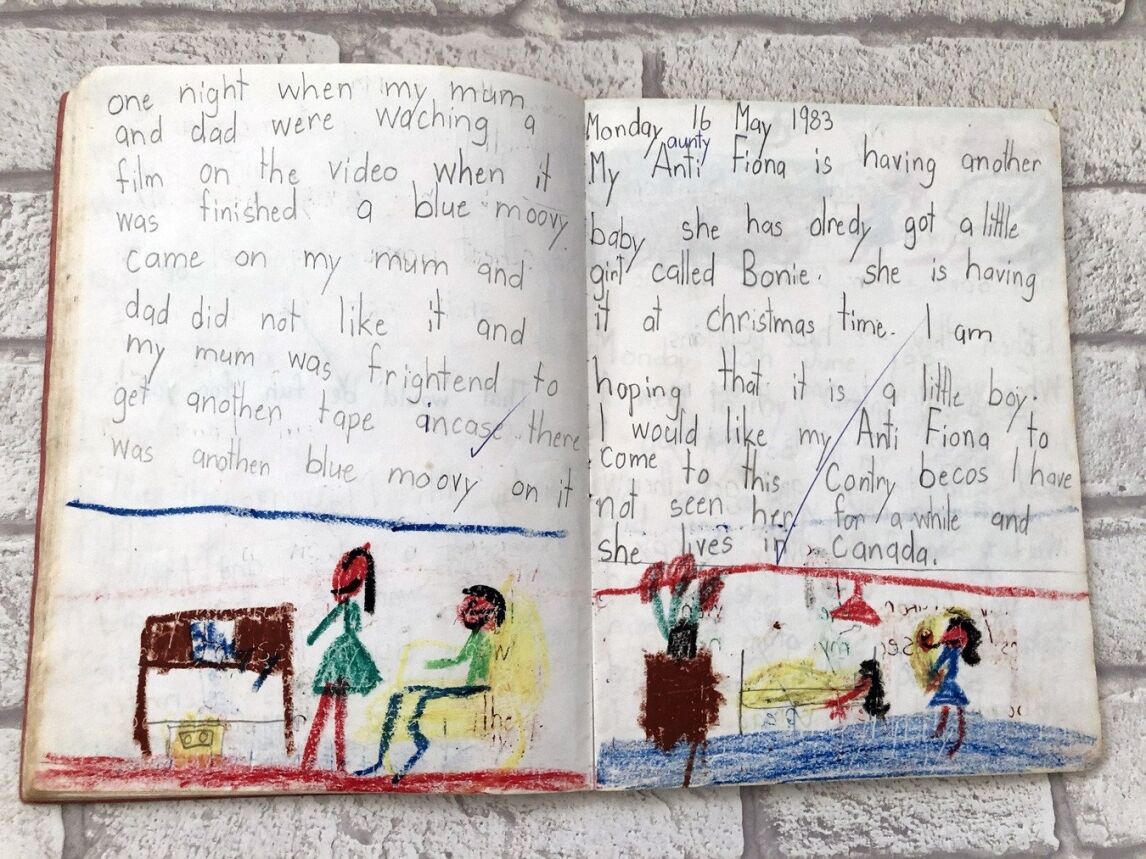 one night when my mum
and dad were waching a
film on the video when it
was finished a blue moovy
came on my mum and
dad did not like it and
my mum was frightend to
get anothen tape incase there
was anothen blue moovy on it
Monday 16 May 1983
aunty
My Anti Fiona is having another
baby she has alredy got a little
girl called Bonie. she is having
it at christmas time. I am
hoping that it is a little boy.
I would like my Anti Fiona to
come to this Contry becos I have
not seen her for a while and
she lives in Canada.